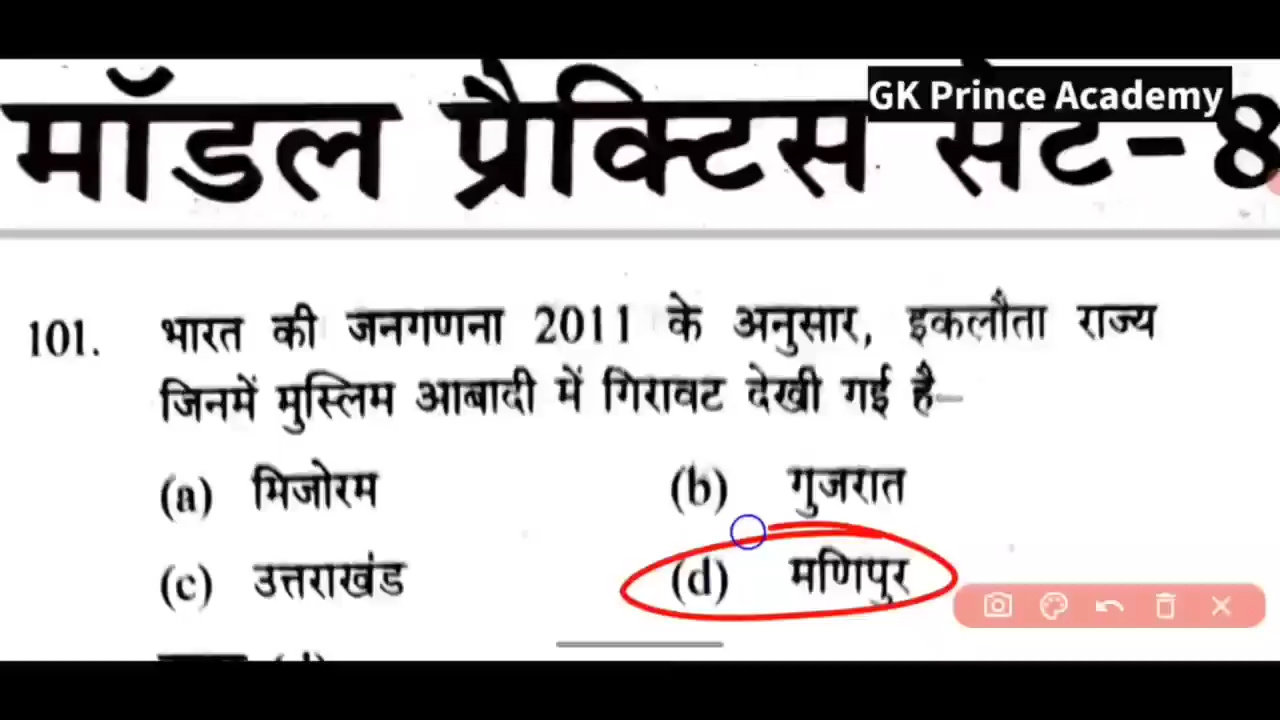 GK Prince Academy
मॉडल प्रैक्टिस सेट-8
101. भारत की जनगणना 2011 के अनुसार, इकलौता राज्य
जिनमें मुस्लिम आबादी में गिरावट देखी गई है–
(a) मिजोरम (b) गुजरात
(c) उत्तराखंड (d) मणिपुर